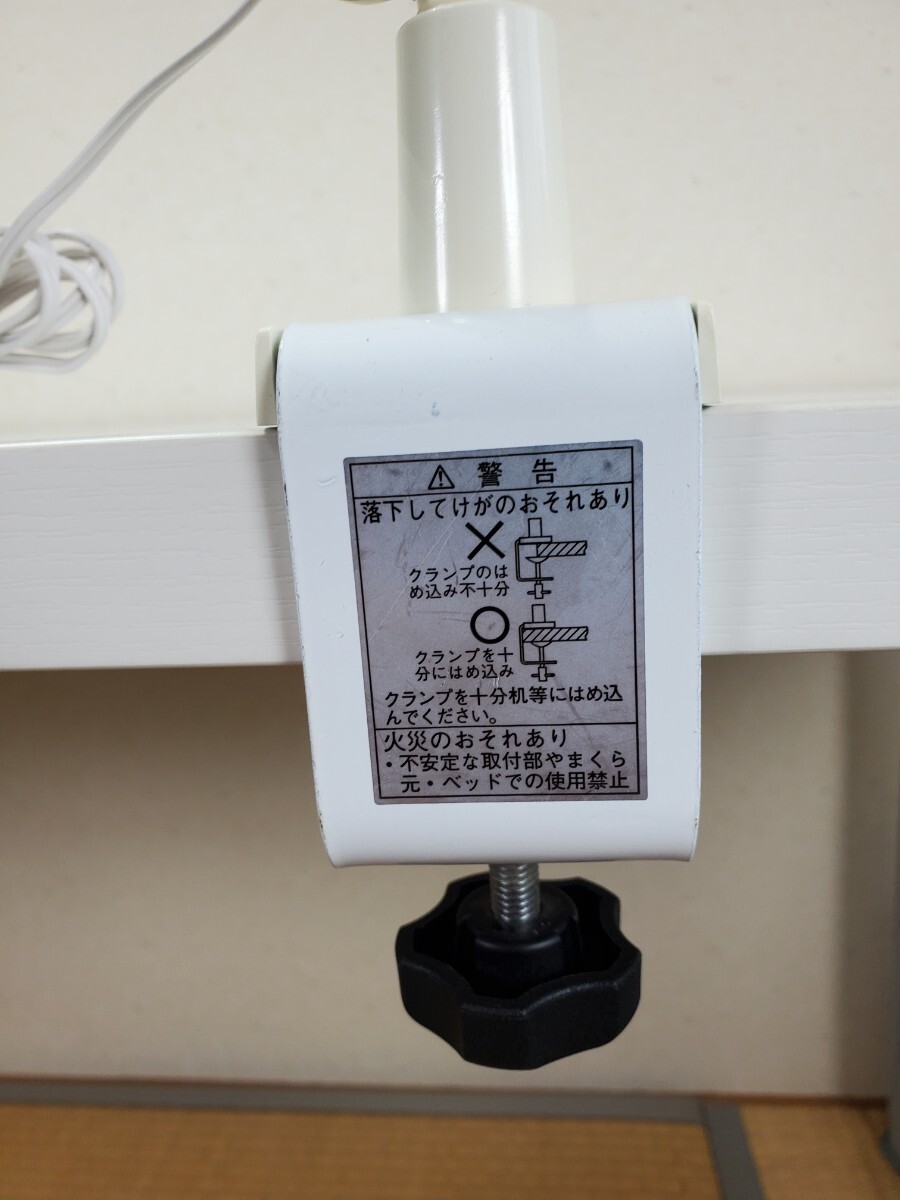 ⚠ 警告
落下してけがのおそれあり
×
クランプのは
め込み不十分
○
クランプを十
分にはめ込み
クランプを十分机等にはめ込
んでください。
火災のおそれあり
・不安定な取付部やまくら
元・ベッドでの使用禁止